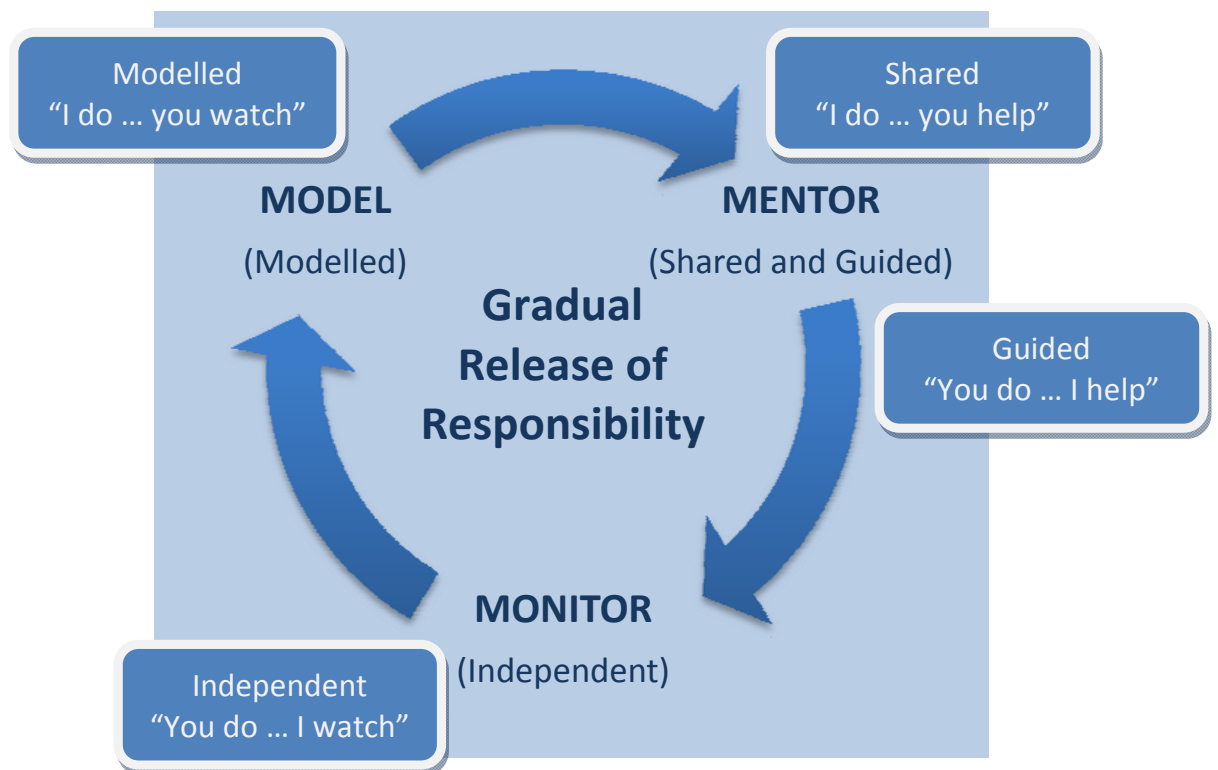 Modelled
“I do … you watch”
Shared
“I do … you help”
MODEL
(Modelled)
MENTOR
(Shared and Guided)
Gradual
Release of
Responsibility
Guided
“You do … I help”
MONITOR
(Independent)
Independent
“You do … I watch”